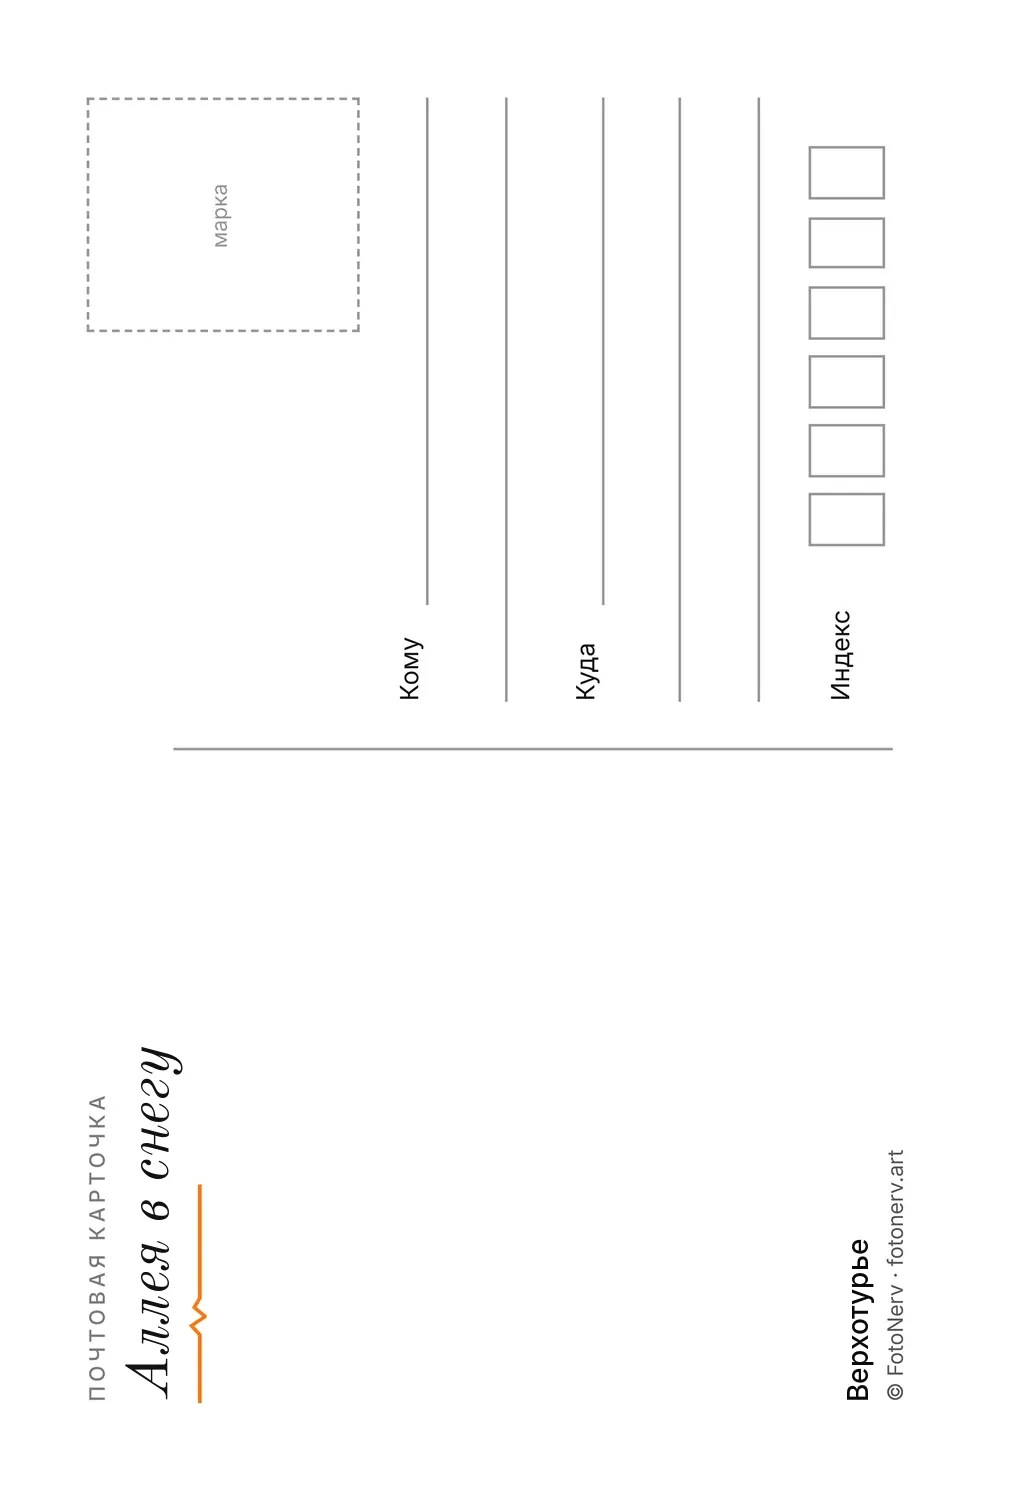 ПОЧТОВАЯ КАРТОЧКА
Аллея в снегу
Верхотурье
© FotoNerv · fotonerv.art
марка
Кому
Куда
Индекс